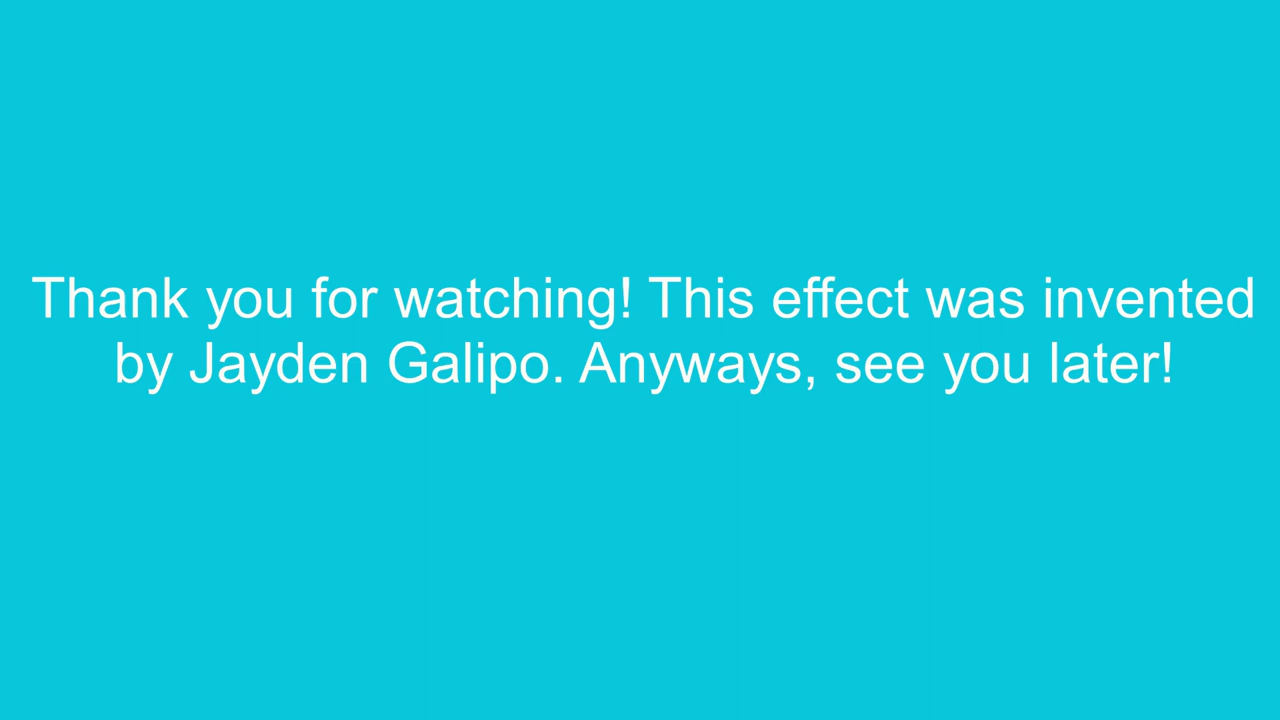 Thank you for watching! This effect was invented
by Jayden Galipo. Anyways, see you later!